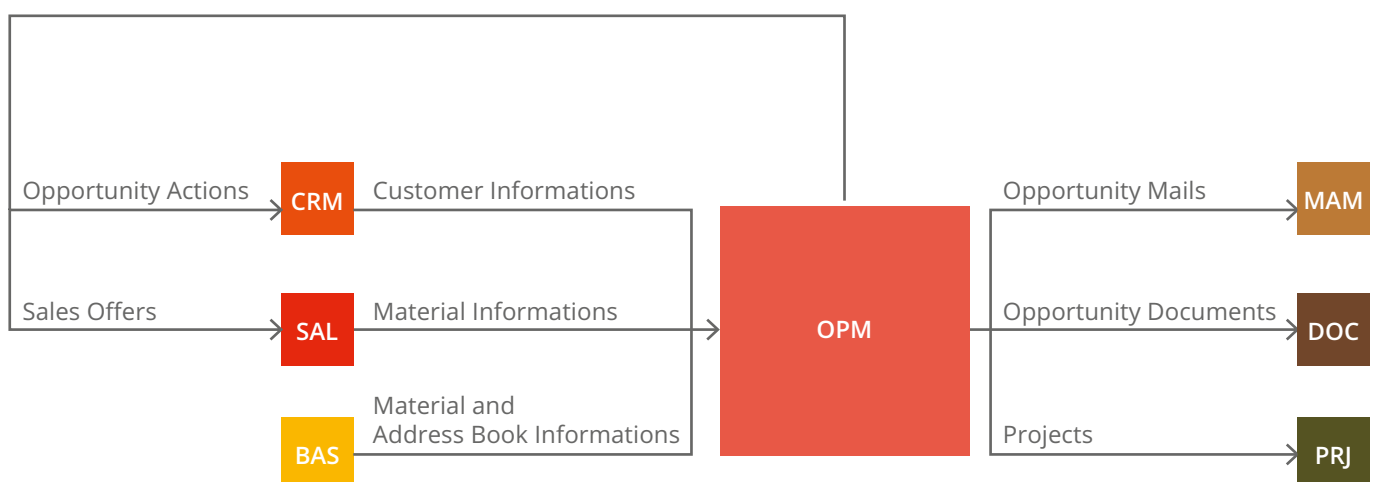 Opportunity Actions
CRM
Customer Informations
Opportunity Mails
MAM
Sales Offers
SAL
Material Informations
OPM
Opportunity Documents
DOC
Material and
Address Book Informations
BAS
Projects
PRJ